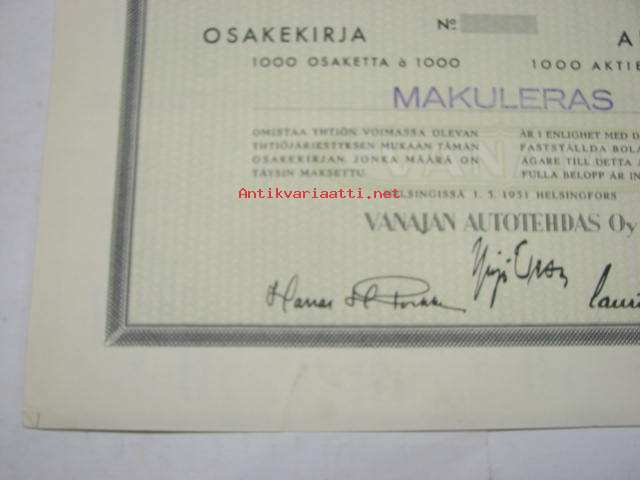 OSAKEKIRJA No A
1000 OSAKETTA à 1000 1000 AKTIE
MAKULERAS
OMISTAA YHTIÖN VOIMASSA OLEVAN
YHTIÖJÄRJESTYKSEN MUKAAN TÄMÄN
OSAKEKIRJAN, JONKA MÄÄRÄ ON
TÄYSIN MAKSETTU.
ÄR I ENLIGHET MED D
FASTSTÄLLDA BOLA
ÄGARE TILL DETTA A
FULLA BELOPP ÄR IN
Antikvariaatti.net
HELSINGISSÄ 1.5.1951 HELSINGFORS
VANAJAN AUTOTEHDAS Oy